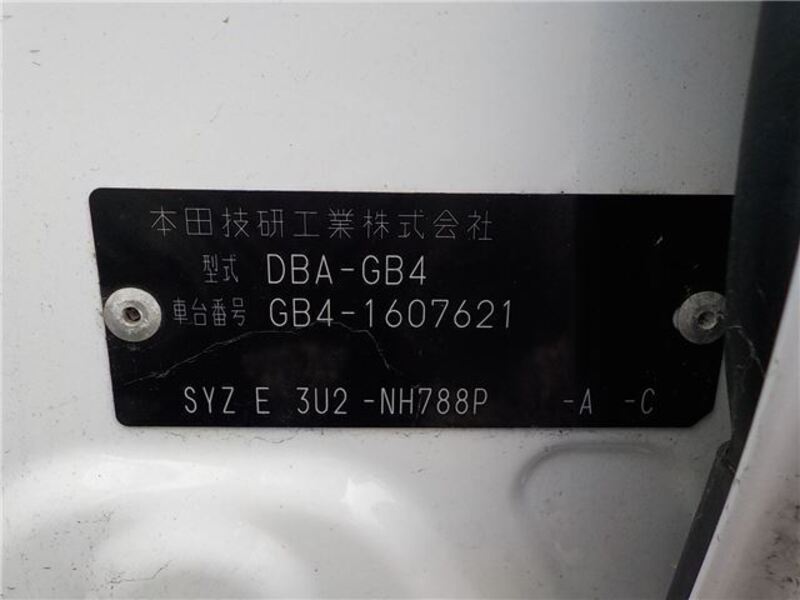 本田技研工業株式会社
型式 DBA-GB4
車台番号 GB4-1607621
SYZ E 3U2 -NH788P -A -C